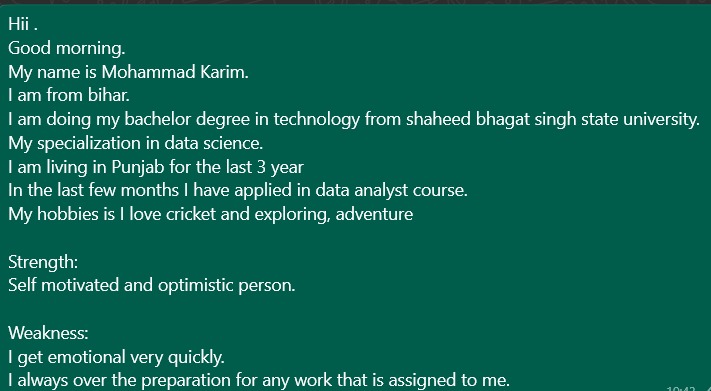 Hii .
Good morning.
My name is Mohammad Karim.
I am from bihar.
I am doing my bachelor degree in technology from shaheed bhagat singh state university.
My specialization in data science.
I am living in Punjab for the last 3 year
In the last few months I have applied in data analyst course.
My hobbies is I love cricket and exploring, adventure
Strength:
Self motivated and optimistic person.
Weakness:
I get emotional very quickly.
I always over the preparation for any work that is assigned to me.